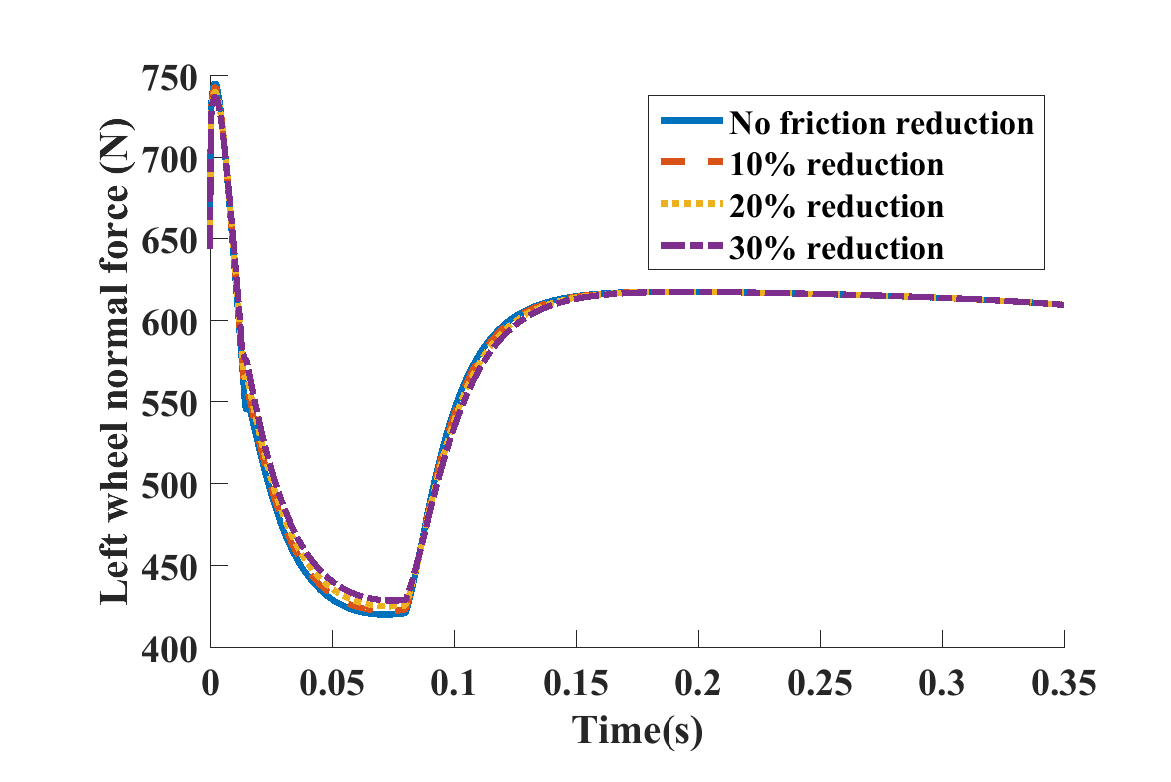 750
700
650
600
550
500
450
400
Left wheel normal force (N)
No friction reduction
10% reduction
20% reduction
30% reduction
0 0.05 0.1 0.15 0.2 0.25 0.3 0.35
Time(s)